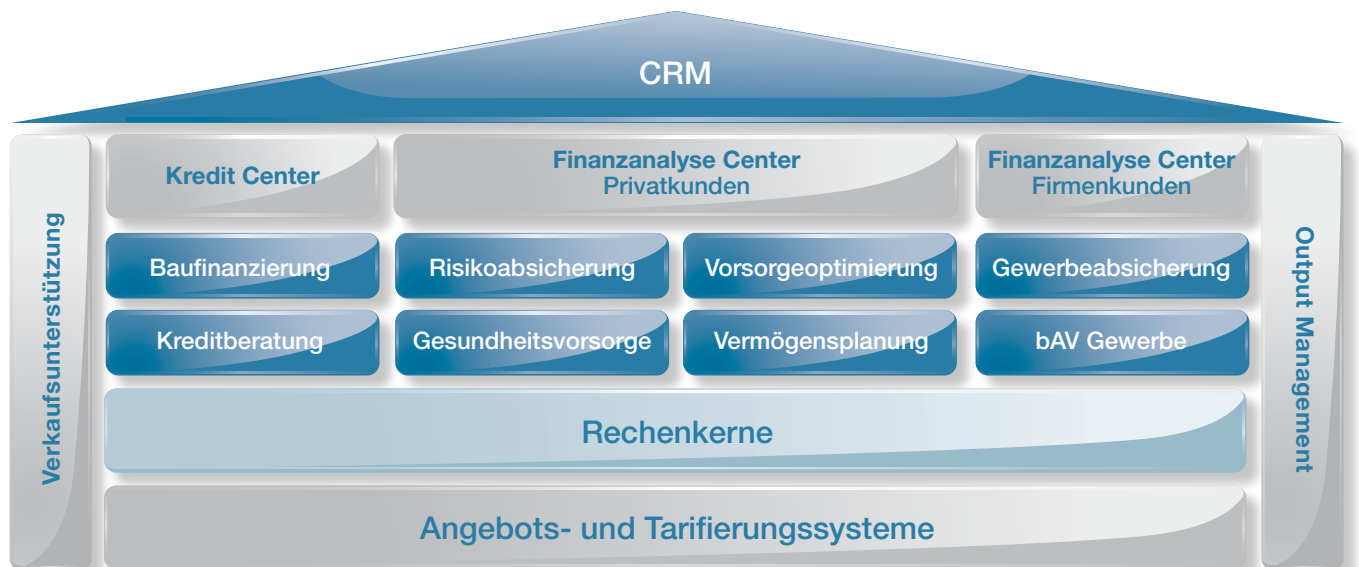 CRM
Verkaufsunterstützung
Kredit Center
Finanzanalyse Center
Privatkunden
Finanzanalyse Center
Firmenkunden
Output Management
Baufinanzierung
Risikoabsicherung
Vorsorgeoptimierung
Gewerbeabsicherung
Kreditberatung
Gesundheitsvorsorge
Vermögensplanung
bAV Gewerbe
Rechenkerne
Angebots- und Tarifierungssysteme